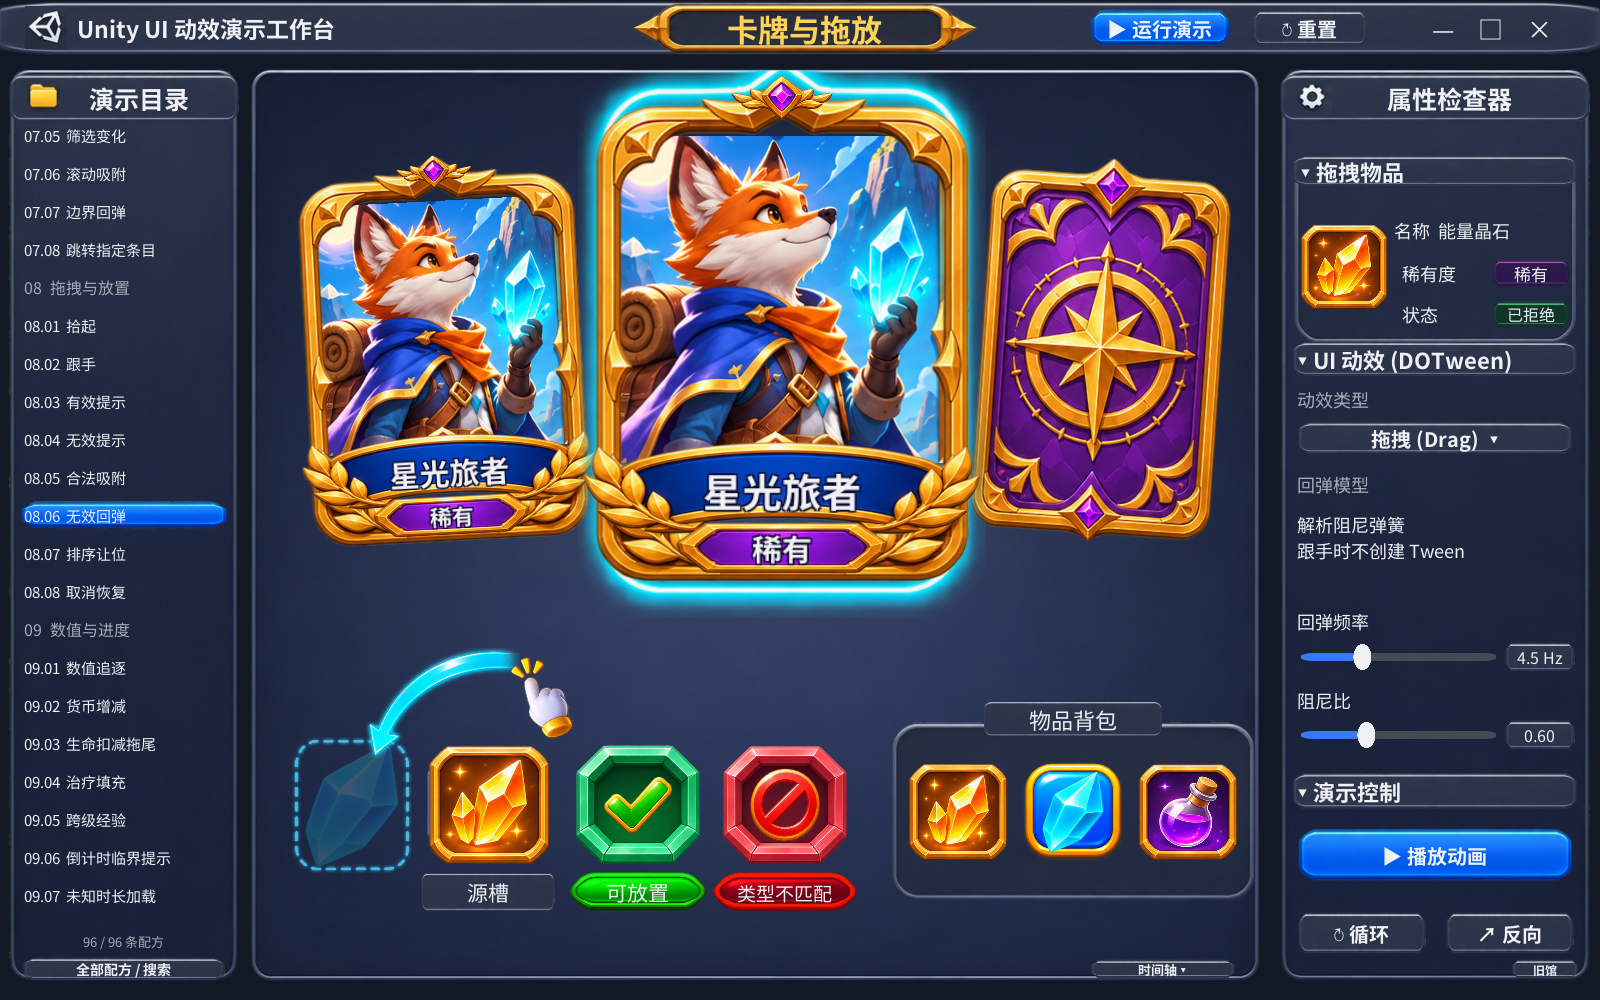 Unity UI 动效演示工作台
卡牌与拖放
▶ 运行演示
重置
演示目录
07.05 筛选变化
07.06 滚动吸附
07.07 边界回弹
07.08 跳转指定条目
08 拖拽与放置
08.01 拾起
08.02 跟手
08.03 有效提示
08.04 无效提示
08.05 合法吸附
08.06 无效回弹
08.07 排序让位
08.08 取消恢复
09 数值与进度
09.01 数值追逐
09.02 货币增减
09.03 生命扣减拖尾
09.04 治疗填充
09.05 跨级经验
09.06 倒计时临界提示
09.07 未知时长加载
96 / 96 条配方
全部配方 / 搜索
星光旅者
稀有
星光旅者
稀有
源槽
可放置
类型不匹配
物品背包
时间轴 ▾
属性检查器
▾ 拖拽物品
名称 能量晶石
稀有度 稀有
状态 已拒绝
▾ UI 动效 (DOTween)
动效类型
拖拽 (Drag) ▾
回弹模型
解析阻尼弹簧
跟手时不创建 Tween
回弹频率
4.5 Hz
阻尼比
0.60
▾ 演示控制
▶ 播放动画
循环
↗ 反向
旧馆